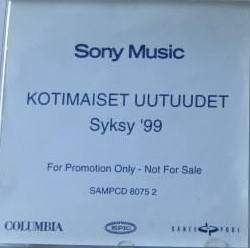 Sony Music
KOTIMAISET UUTUUDET
Syksy '99
For Promotion Only - Not For Sale
SAMPCD 8075 2
COLUMBIA epic DANCE POOL